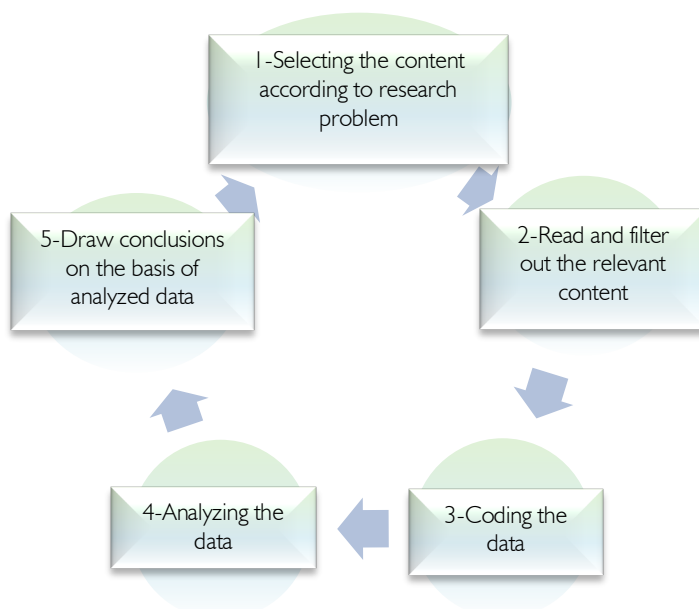 1-Selecting the content
according to research
problem
2-Read and filter
out the relevant
content
3-Coding the
data
4-Analyzing the
data
5-Draw conclusions
on the basis of
analyzed data